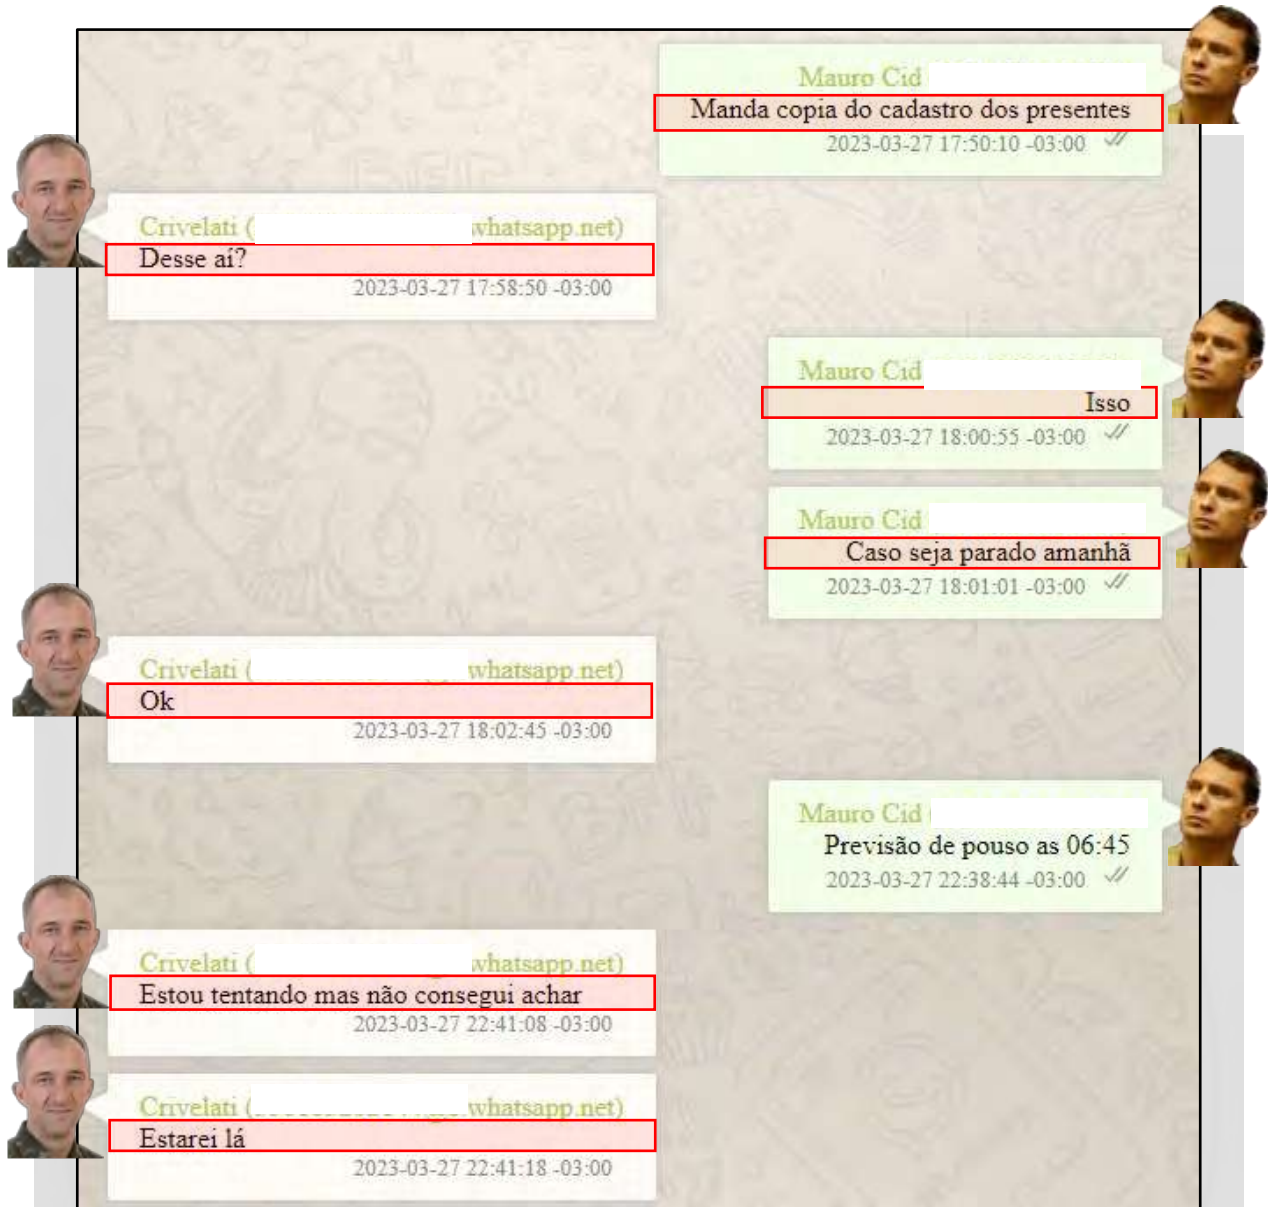 Mauro Cid
Manda copia do cadastro dos presentes
2023-03-27 17:50:10 -03:00
Crivelati ( whatsapp.net)
Desse aí?
2023-03-27 17:58:50 -03:00
Mauro Cid
Isso
2023-03-27 18:00:55 -03:00
Mauro Cid
Caso seja parado amanhã
2023-03-27 18:01:01 -03:00
Crivelati ( whatsapp.net)
Ok
2023-03-27 18:02:45 -03:00
Mauro Cid (
Previsão de pouso as 06:45
2023-03-27 22:38:44 -03:00
Crivelati ( whatsapp.net)
Estou tentando mas não consegui achar
2023-03-27 22:41:08 -03:00
Crivelati ( whatsapp.net)
Estarei lá
2023-03-27 22:41:18 -03:00